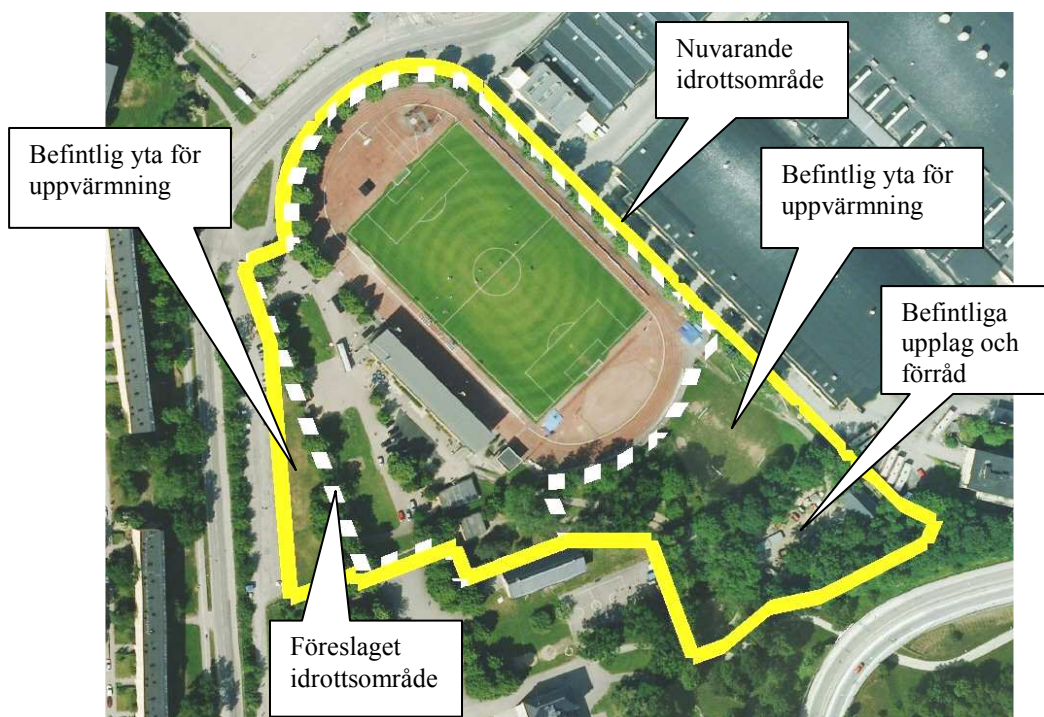 Nuvarande
idrottsområde
Befintlig yta för
uppvärmning
Befintlig yta för
uppvärmning
Befintliga
upplag och
förråd
Föreslaget
idrottsområde